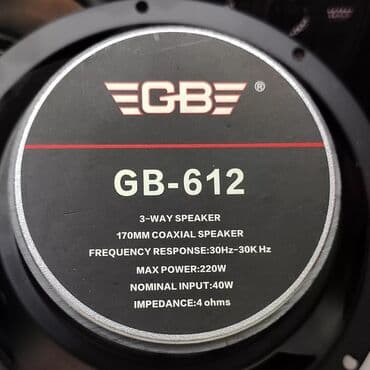 GB ®
GB-612
3-WAY SPEAKER
170MM COAXIAL SPEAKER
FREQUENCY RESPONSE:30Hz-30K Hz
MAX POWER:220W
NOMINAL INPUT:40W
IMPEDANCE:4 ohms